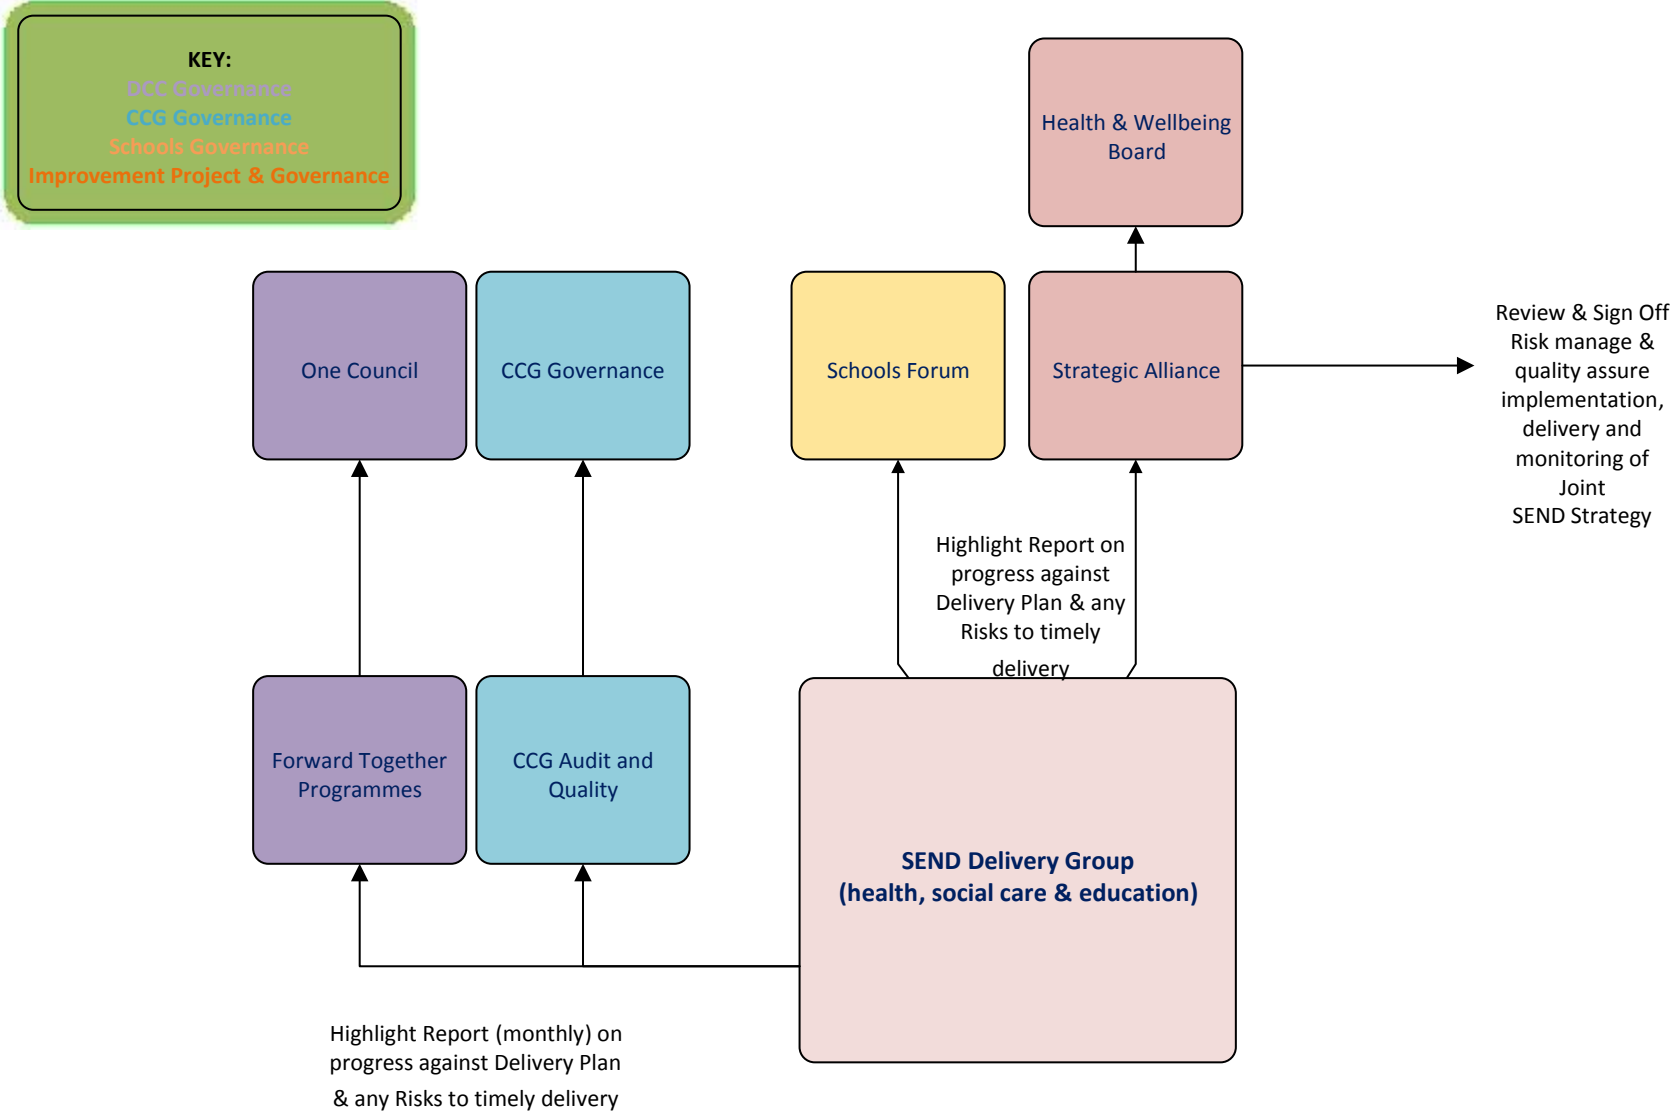 KEY:
DCC Governance
CCG Governance
Schools Governance
Improvement Project & Governance
Health & Wellbeing
Board
One Council
CCG Governance
Schools Forum
Strategic Alliance
Review & Sign Off
Risk manage &
quality assure
implementation,
delivery and
monitoring of
Joint
SEND Strategy
Highlight Report on
progress against
Delivery Plan & any
Risks to timely
delivery
Forward Together
Programmes
CCG Audit and
Quality
SEND Delivery Group
(health, social care & education)
Highlight Report (monthly) on
progress against Delivery Plan
& any Risks to timely delivery